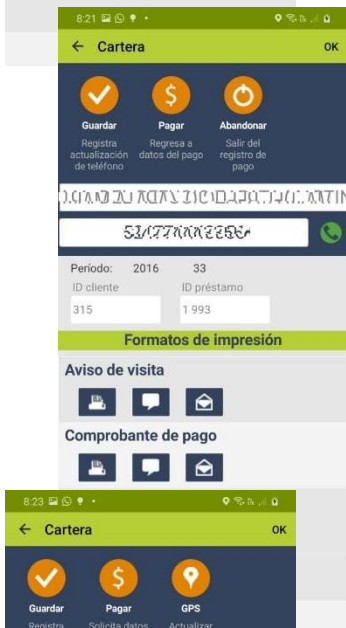 8:21
← Cartera OK
Guardar Pagar Abandonar
Registra actualización de teléfono
Regresa a datos del pago
Salir del registro de pago
Período: 2016 33
ID cliente ID préstamo
315 1 993
Formatos de impresión
Aviso de visita
Comprobante de pago
8:23
← Cartera OK
Guardar Pagar GPS
Registra Solicita datos Actualizar